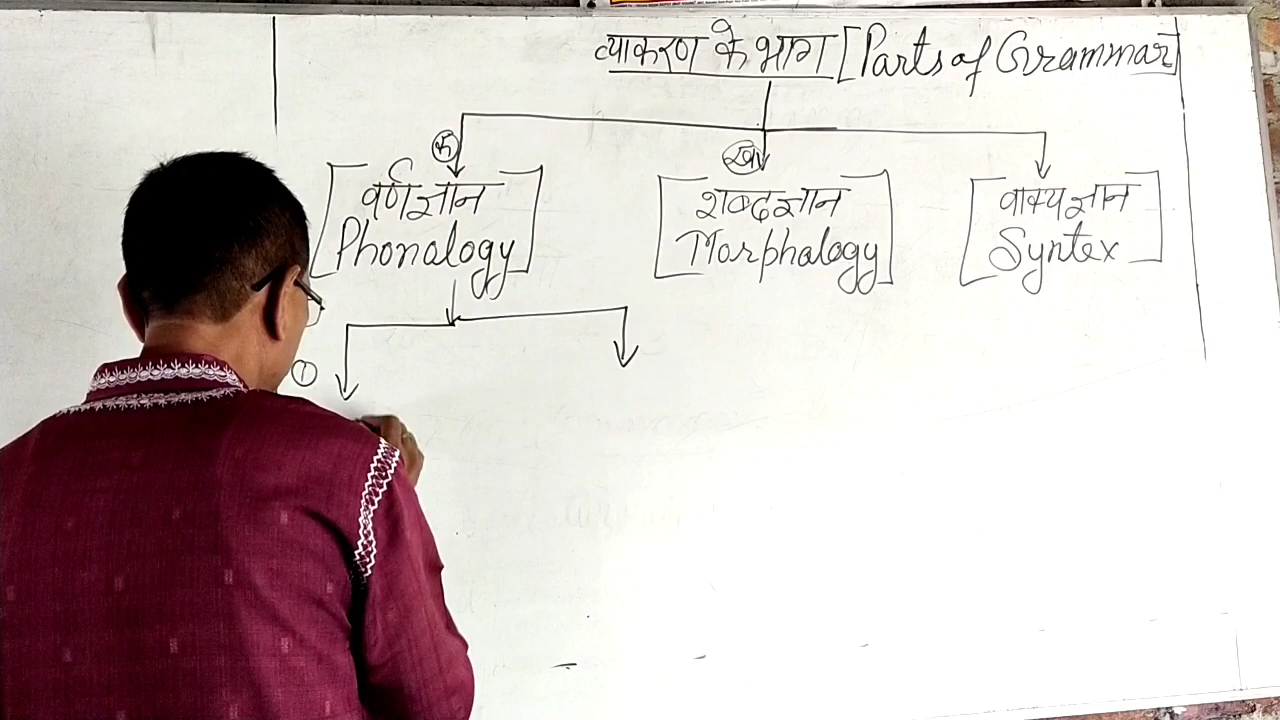 व्याकरण के भाग [Parts of Grammar]
क
वर्णज्ञान
Phonalogy
ख
शब्दज्ञान
Morphalogy
वाक्यज्ञान
Syntex
1